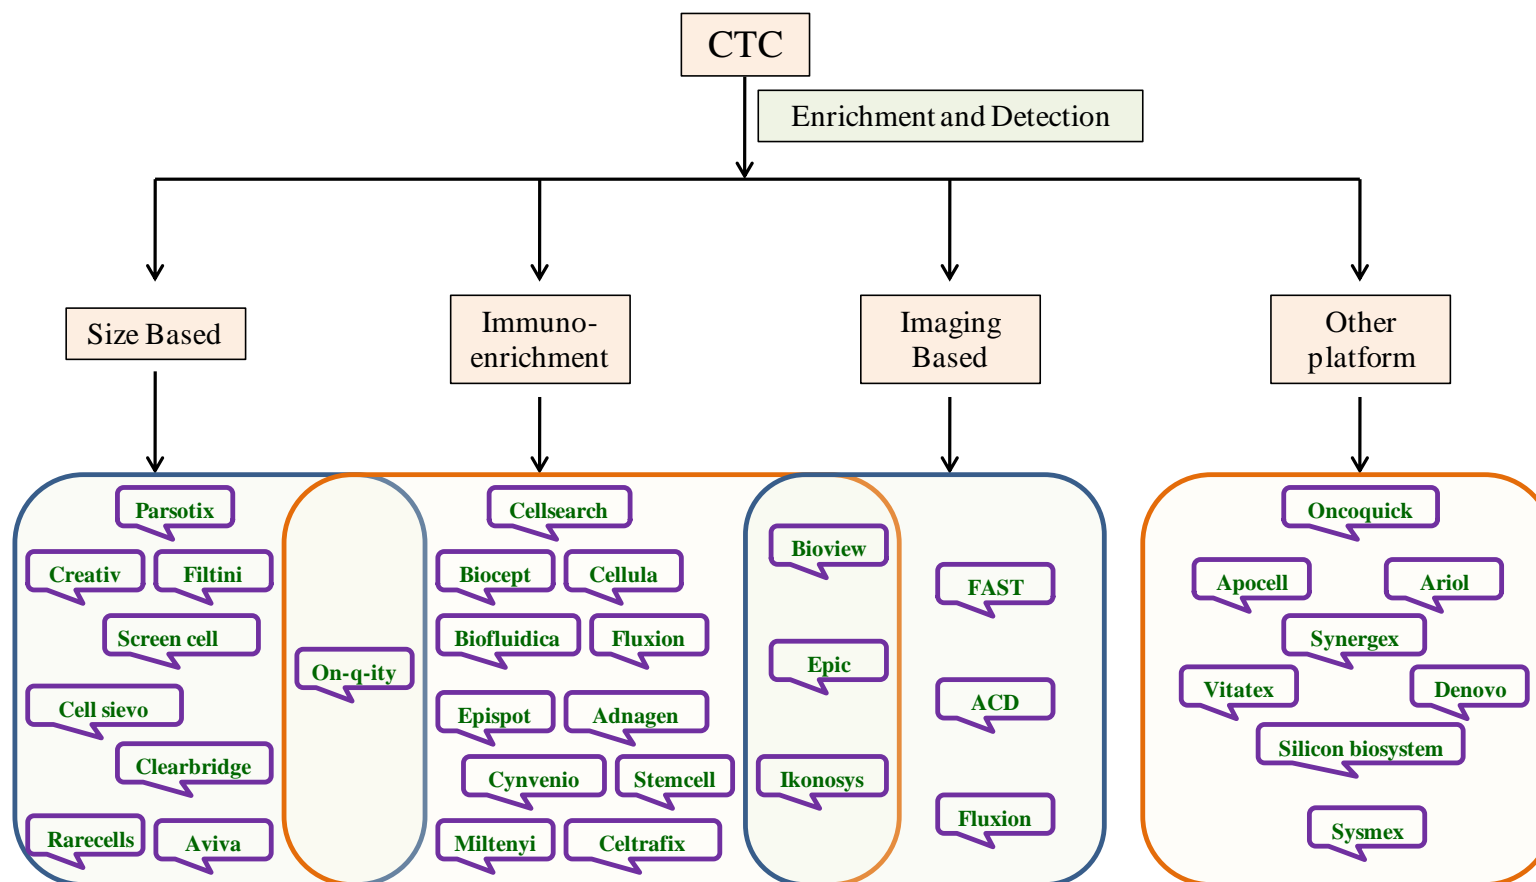 CTC
Enrichment and Detection
Size Based
Immuno-
enrichment
Imaging
Based
Other
platform
Parsotix
Creativ
Filtini
Screen cell
Cell sievo
Clearbridge
Rarecells
Aviva
On-q-ity
Cellsearch
Biocept
Cellula
Biofluidica
Fluxion
Epispot
Adnagen
Cynvenio
Stemcell
Miltenyi
Celtrafix
Bioview
Epic
Ikonosys
FAST
ACD
Fluxion
Oncoquick
Apocell
Ariol
Synergex
Vitatex
Denovo
Silicon biosystem
Sysmex